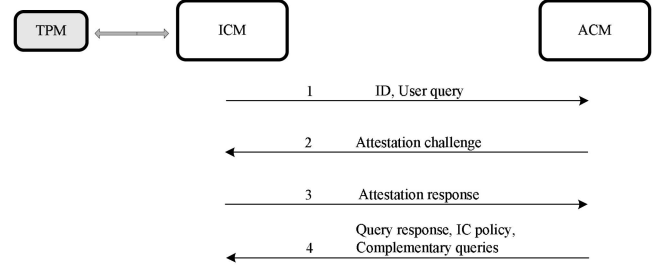 TPM
ICM
ACM
1 ID, User query
2 Attestation challenge
3 Attestation response
Query response, IC policy,
4 Complementary queries